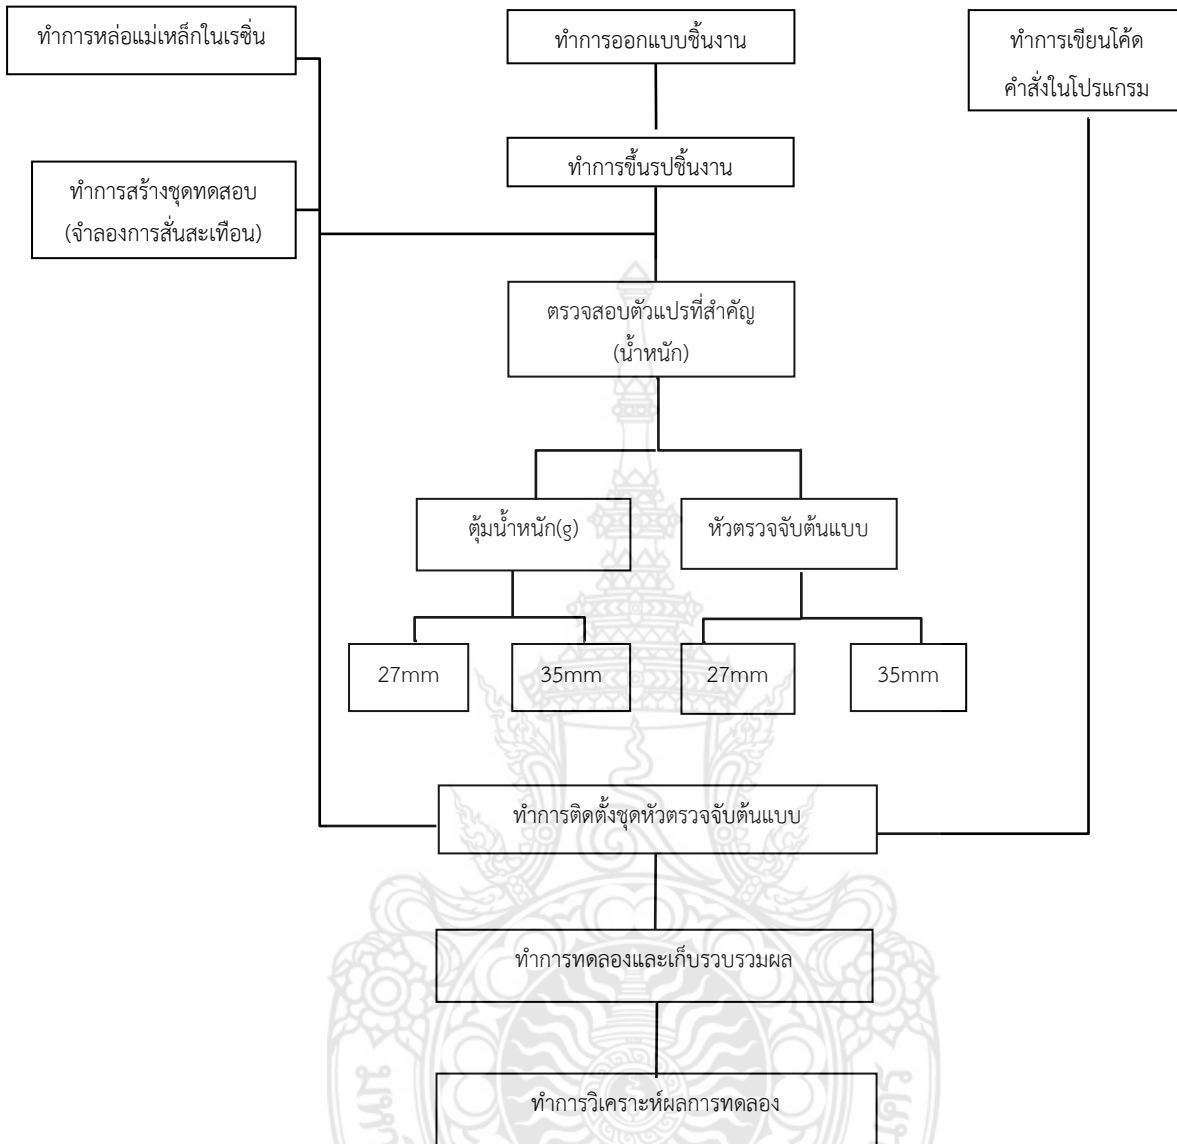 ทำการหล่อแม่เหล็กในเรซิ่น
ทำการออกแบบชิ้นงาน
ทำการเขียนโค้ด
คำสั่งในโปรแกรม
ทำการขึ้นรปชิ้นงาน
ทำการสร้างชุดทดสอบ
(จำลองการสั่นสะเทือน)
ตรวจสอบตัวแปรที่สำคัญ
(น้ำหนัก)
ตุ้มน้ำหนัก(g)
หัวตรวจจับต้นแบบ
27mm
35mm
27mm
35mm
ทำการติดตั้งชุดหัวตรวจจับต้นแบบ
ทำการทดลองและเก็บรวบรวมผล
ทำการวิเคราะห์ผลการทดลอง